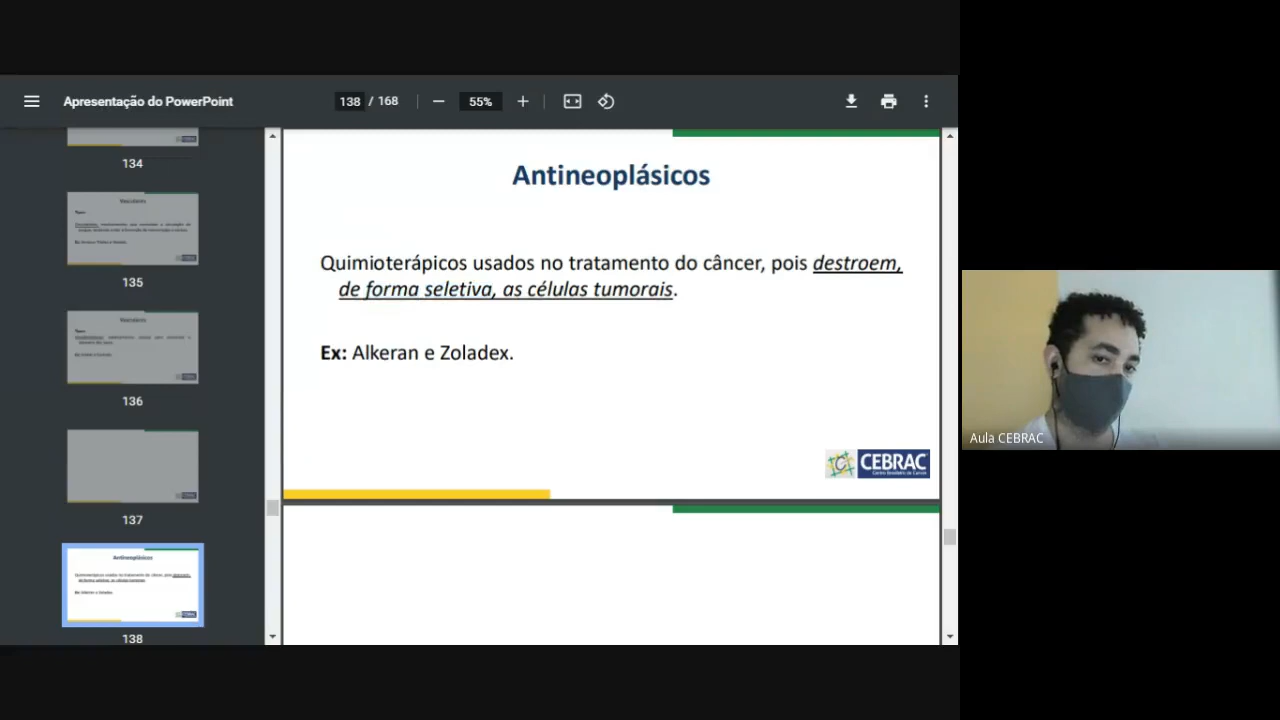 Apresentação do PowerPoint
138 / 168
55%
134
135
136
137
Antineoplásicos
138
Antineoplásicos
Quimioterápicos usados no tratamento do câncer, pois destroem,
de forma seletiva, as células tumorais.
Ex: Alkeran e Zoladex.
CEBRAC
Aula CEBRAC